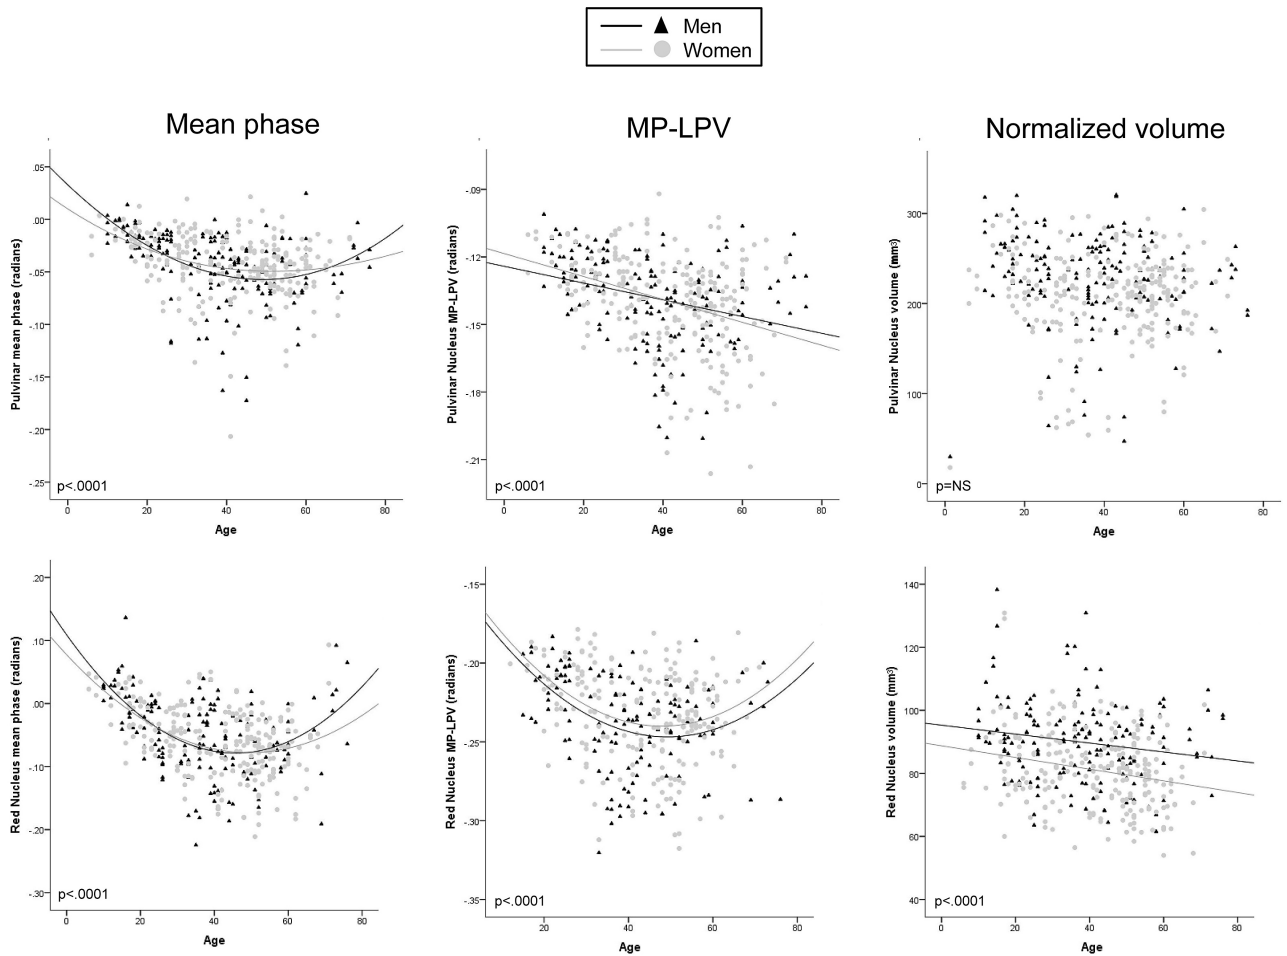 Men
Women
Mean phase
MP-LPV
Normalized volume
Pulvinar mean phase (radians)
.05
.00
-.05
-.10
-.15
-.20
-.25
p<.0001
0 20 40 60 80
Age
Pulvinar Nucleus MP-LPV (radians)
-.09
-.12
-.15
-.18
-.21
p<.0001
0 20 40 60 80
Age
Pulvinar Nucleus volume (mm³)
300
200
100
0
p=NS
0 20 40 60 80
Age
Red Nucleus mean phase (radians)
.20
.10
.00
-.10
-.20
-.30
p<.0001
0 20 40 60 80
Age
Red Nucleus MP-LPV (radians)
-.15
-.20
-.25
-.30
-.35
p<.0001
20 40 60 80
Age
Red Nucleus volume (mm³)
140
120
100
80
60
40
p<.0001
0 20 40 60 80
Age